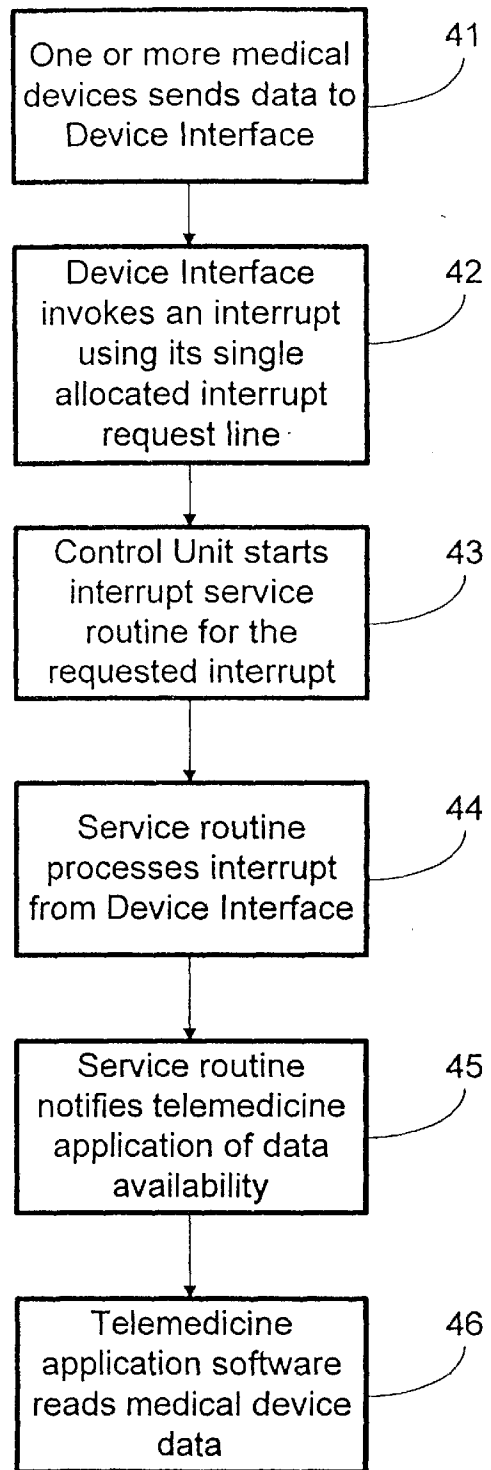 One or more medical
devices sends data to
Device Interface
41
Device Interface
invokes an interrupt
using its single
allocated interrupt
request line
42
Control Unit starts
interrupt service
routine for the
requested interrupt
43
Service routine
processes interrupt
from Device Interface
44
Service routine
notifies telemedicine
application of data
availability
45
Telemedicine
application software
reads medical device
data
46